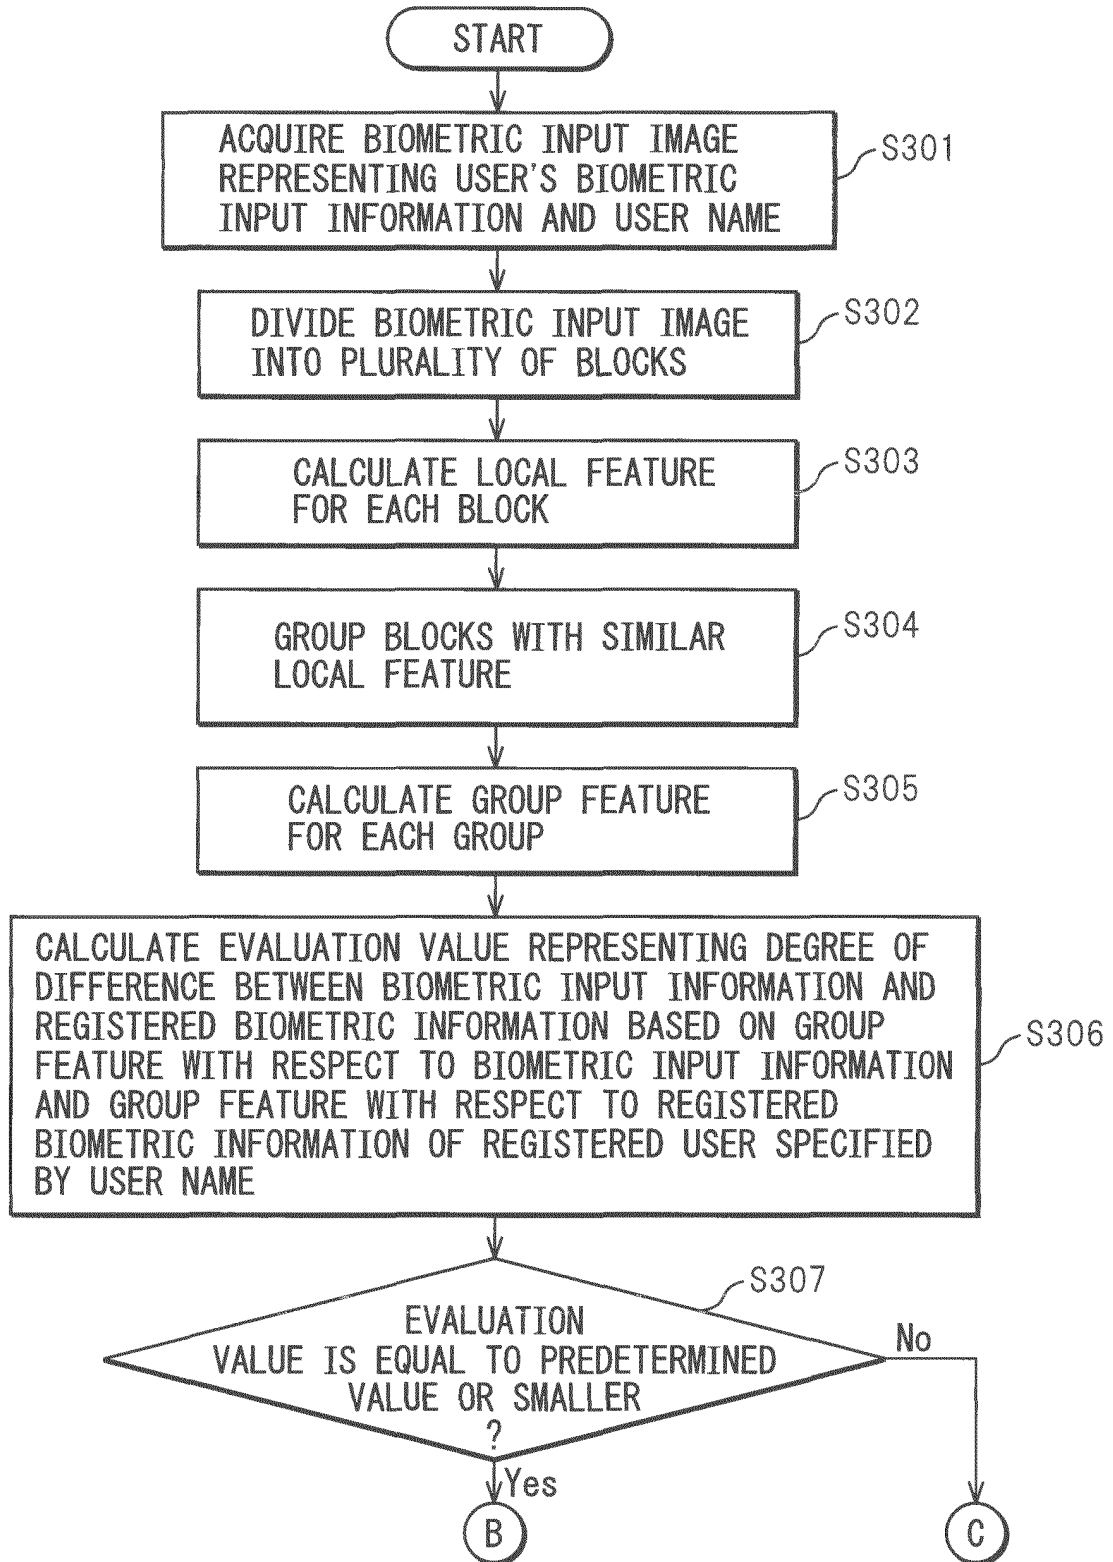 START
ACQUIRE BIOMETRIC INPUT IMAGE
REPRESENTING USER'S BIOMETRIC
INPUT INFORMATION AND USER NAME
S301
DIVIDE BIOMETRIC INPUT IMAGE
INTO PLURALITY OF BLOCKS
S302
CALCULATE LOCAL FEATURE
FOR EACH BLOCK
S303
GROUP BLOCKS WITH SIMILAR
LOCAL FEATURE
S304
CALCULATE GROUP FEATURE
FOR EACH GROUP
S305
CALCULATE EVALUATION VALUE REPRESENTING DEGREE OF
DIFFERENCE BETWEEN BIOMETRIC INPUT INFORMATION AND
REGISTERED BIOMETRIC INFORMATION BASED ON GROUP
FEATURE WITH RESPECT TO BIOMETRIC INPUT INFORMATION
AND GROUP FEATURE WITH RESPECT TO REGISTERED
BIOMETRIC INFORMATION OF REGISTERED USER SPECIFIED
BY USER NAME
S306
S307
EVALUATION
VALUE IS EQUAL TO PREDETERMINED
VALUE OR SMALLER
?
No
Yes
B
C